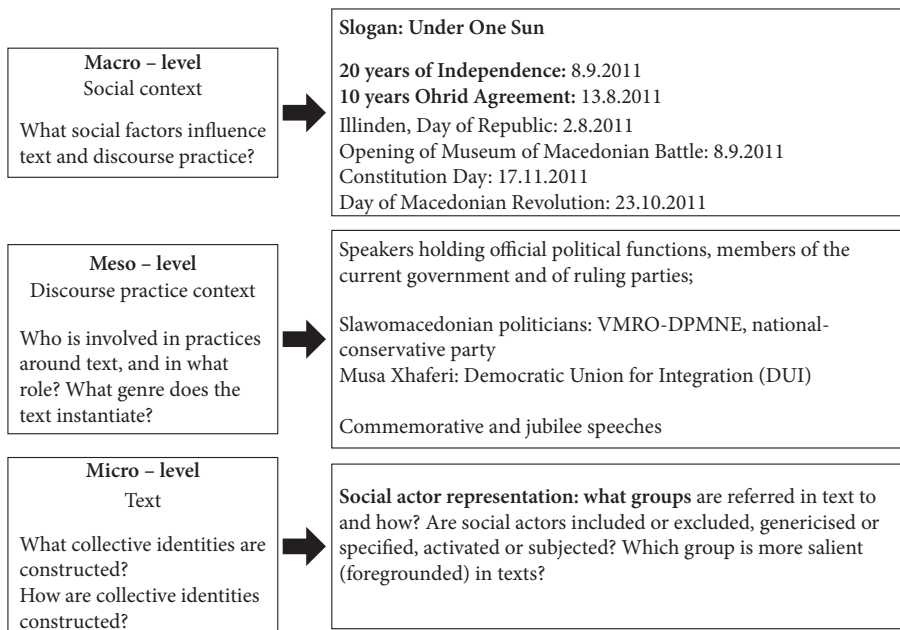 Macro – level
Social context
What social factors influence
text and discourse practice?
Slogan: Under One Sun
20 years of Independence: 8.9.2011
10 years Ohrid Agreement: 13.8.2011
Illinden, Day of Republic: 2.8.2011
Opening of Museum of Macedonian Battle: 8.9.2011
Constitution Day: 17.11.2011
Day of Macedonian Revolution: 23.10.2011
Meso – level
Discourse practice context
Who is involved in practices
around text, and in what
role? What genre does the
text instantiate?
Speakers holding official political functions, members of the
current government and of ruling parties;
Slawomacedonian politicians: VMRO-DPMNE, national-
conservative party
Musa Xhaferi: Democratic Union for Integration (DUI)
Commemorative and jubilee speeches
Micro – level
Text
What collective identities are
constructed?
How are collective identities
constructed?
Social actor representation: what groups are referred in text to
and how? Are social actors included or excluded, genericised or
specified, activated or subjected? Which group is more salient
(foregrounded) in texts?